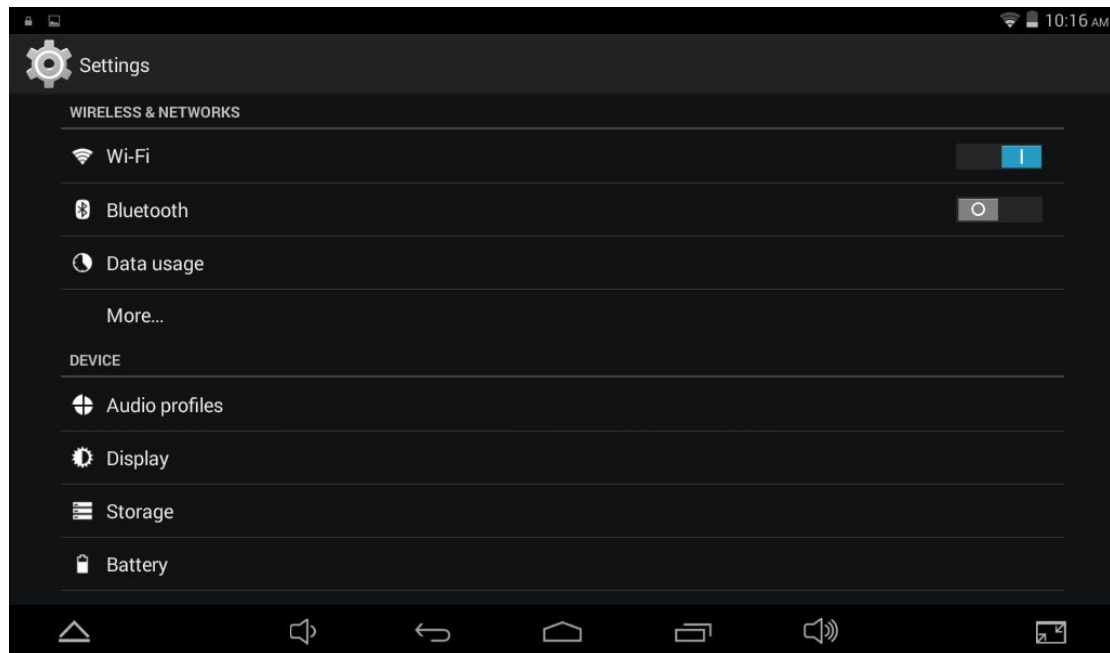 10:16 AM
Settings
WIRELESS & NETWORKS
Wi-Fi
Bluetooth
Data usage
More...
DEVICE
Audio profiles
Display
Storage
Battery